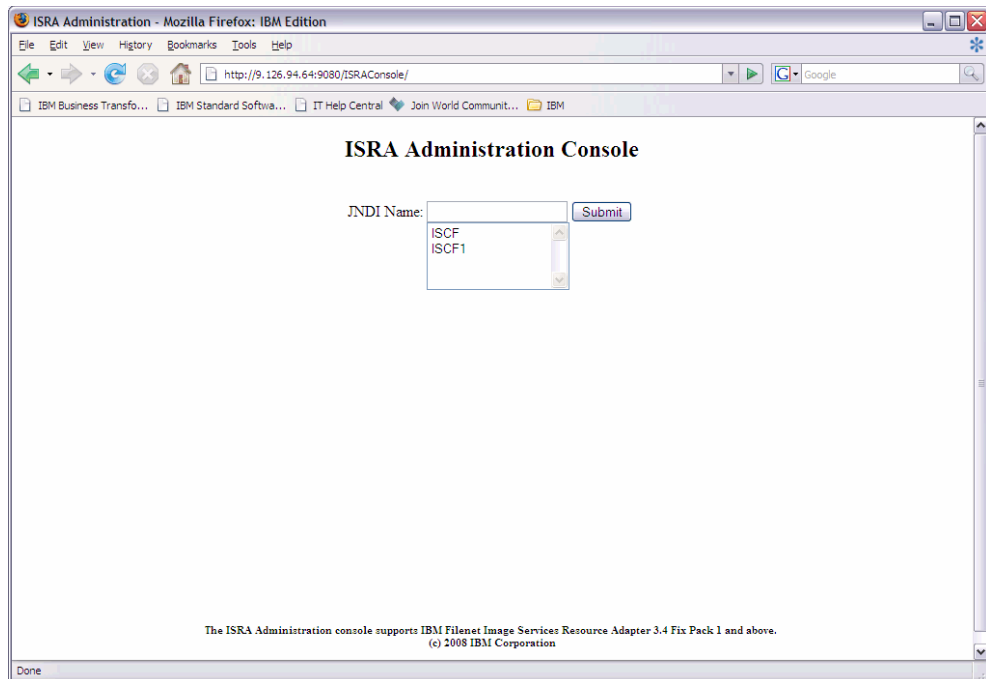 ISRA Administration - Mozilla Firefox: IBM Edition
File Edit View History Bookmarks Tools Help
http://9.126.94.64:9080/ISRAConsole/
G Google
IBM Business Transfo... IBM Standard Softwa... IT Help Central Join World Communit... IBM
ISRA Administration Console
JNDI Name: Submit
ISCF
ISCF1
The ISRA Administration console supports IBM Filenet Image Services Resource Adapter 3.4 Fix Pack 1 and above.
(c) 2008 IBM Corporation
Done